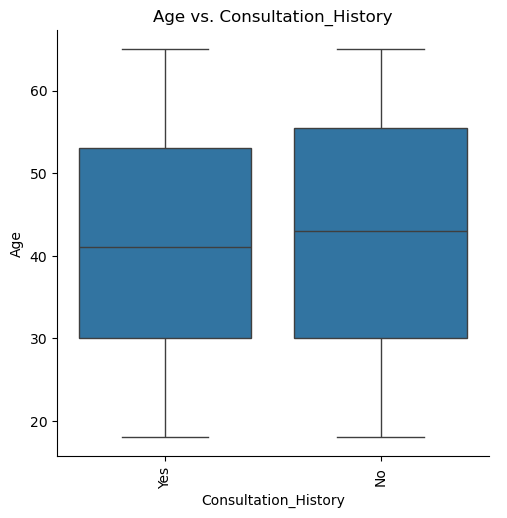 Age vs. Consultation_History
60
50
40
30
20
Age
Yes
No
Consultation_History